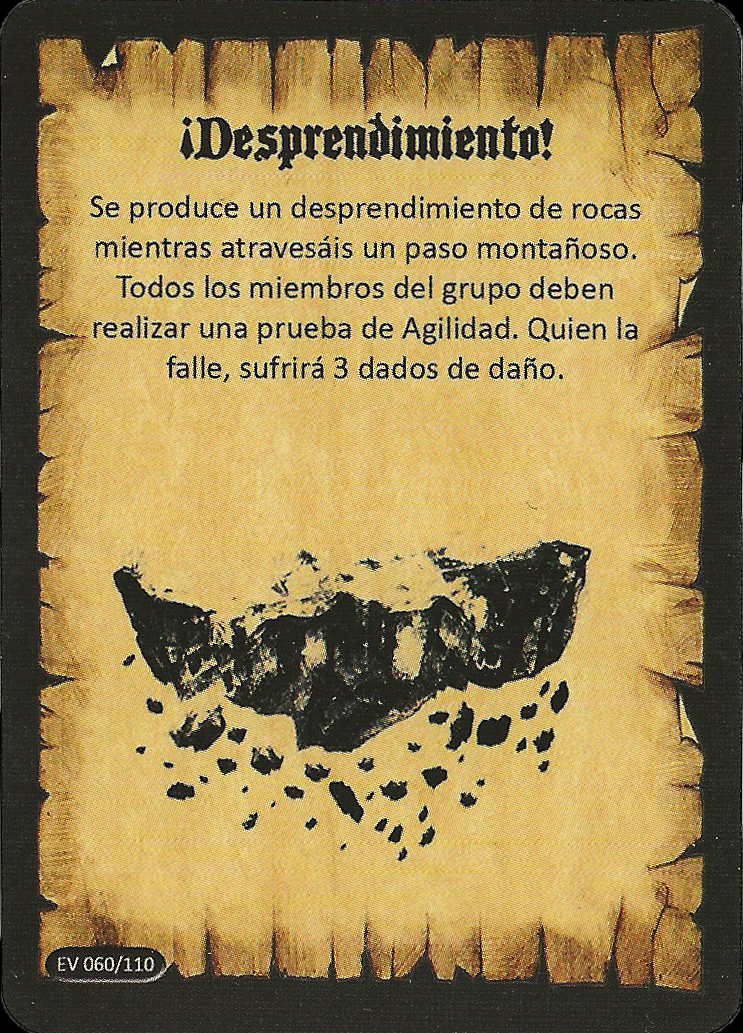 ¡Desprendimiento!
Se produce un desprendimiento de rocas
mientras atravesáis un paso montañoso.
Todos los miembros del grupo deben
realizar una prueba de Agilidad. Quien la
falle, sufrirá 3 dados de daño.
EV 060/110